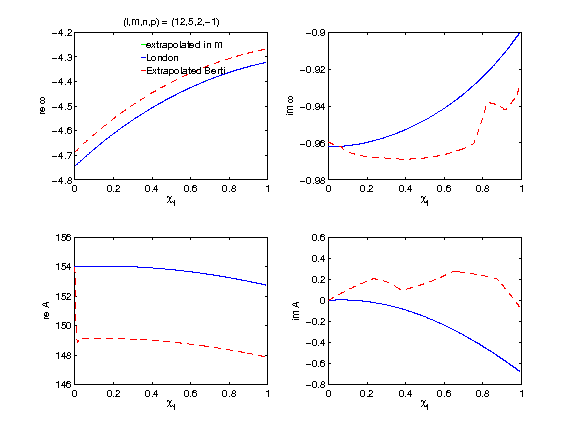 (l,m,n,p) = (12,5,2,−1)
−4.2
−4.3
−4.4
−4.5
−4.6
−4.7
−4.8
re ω
extrapolated in m
London
Extrapolated Berti
0 0.2 0.4 0.6 0.8 1
χf
−0.9
−0.92
−0.94
−0.96
−0.98
im ω
0 0.2 0.4 0.6 0.8 1
χf
156
154
152
150
148
146
re A
0 0.2 0.4 0.6 0.8 1
χf
0.6
0.4
0.2
0
−0.2
−0.4
−0.6
−0.8
im A
0 0.2 0.4 0.6 0.8 1
χf